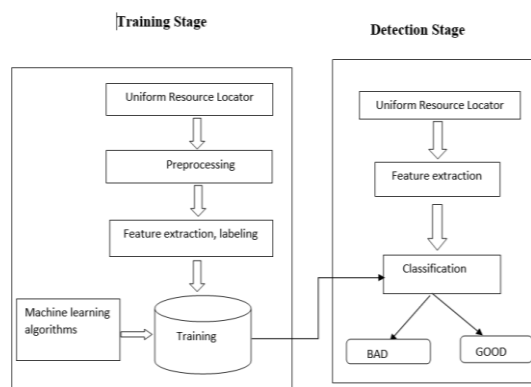 Training Stage
Uniform Resource Locator
Preprocessing
Feature extraction, labeling
Machine learning
algorithms
Training
Detection Stage
Uniform Resource Locator
Feature extraction
Classification
BAD
GOOD